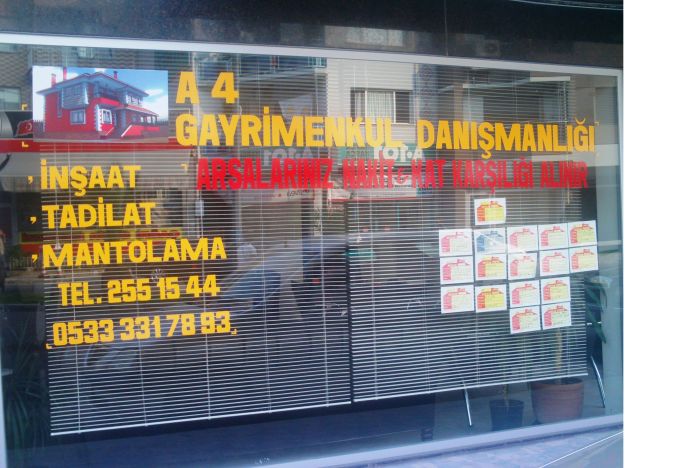 A 4
GAYRİMENKUL DANIŞMANLIĞI
ARSALARINIZ NAKİT & KAT KARŞILIĞI ALINIR
, İNŞAAT
, TADİLAT
, MANTOLAMA
TEL. 255 15 44
0533 331 78 93